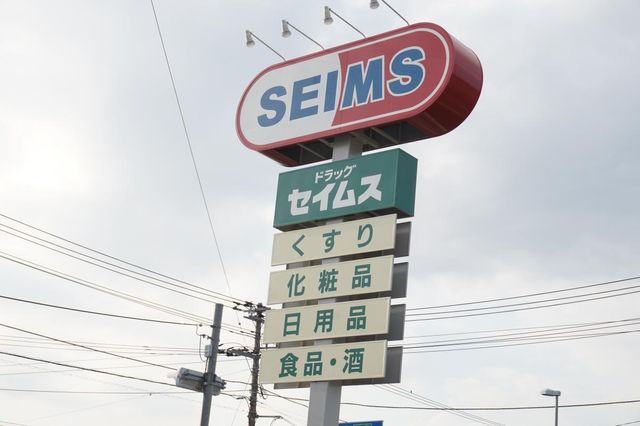 SEIMS
ドラッグ
セイムス
くすり
化粧品
日用品
食品・酒